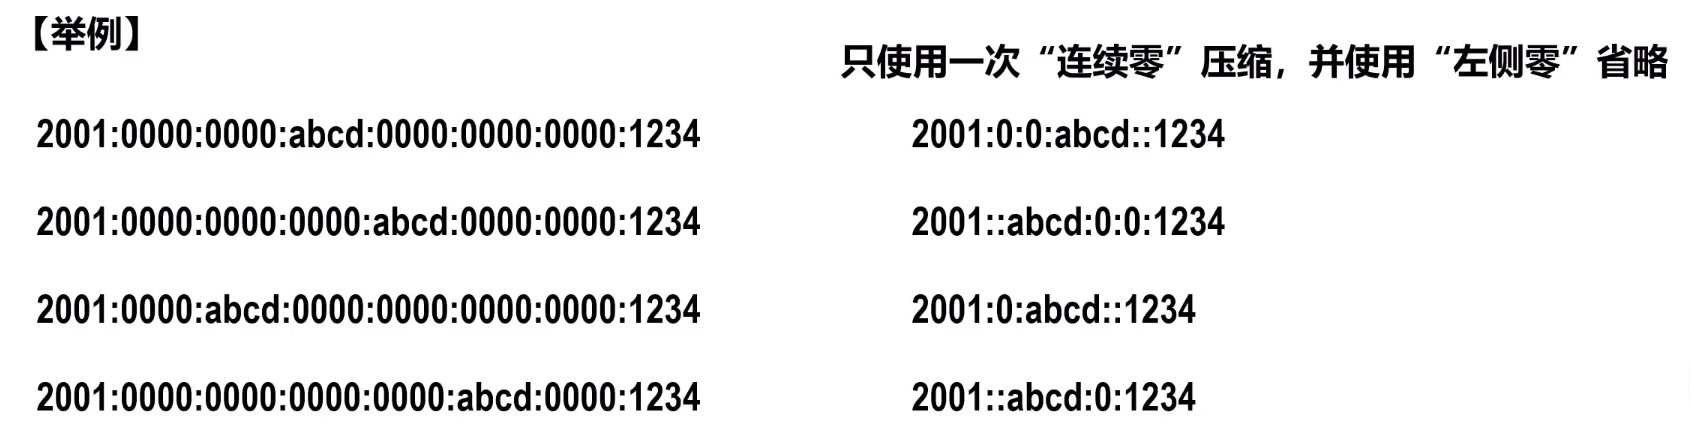 【举例】
只使用一次“连续零”压缩，并使用“左侧零”省略
2001:0000:0000:abcd:0000:0000:0000:1234 2001:0:0:abcd::1234
2001:0000:0000:0000:abcd:0000:0000:1234 2001::abcd:0:0:1234
2001:0000:abcd:0000:0000:0000:0000:1234 2001:0:abcd::1234
2001:0000:0000:0000:0000:abcd:0000:1234 2001::abcd:0:1234